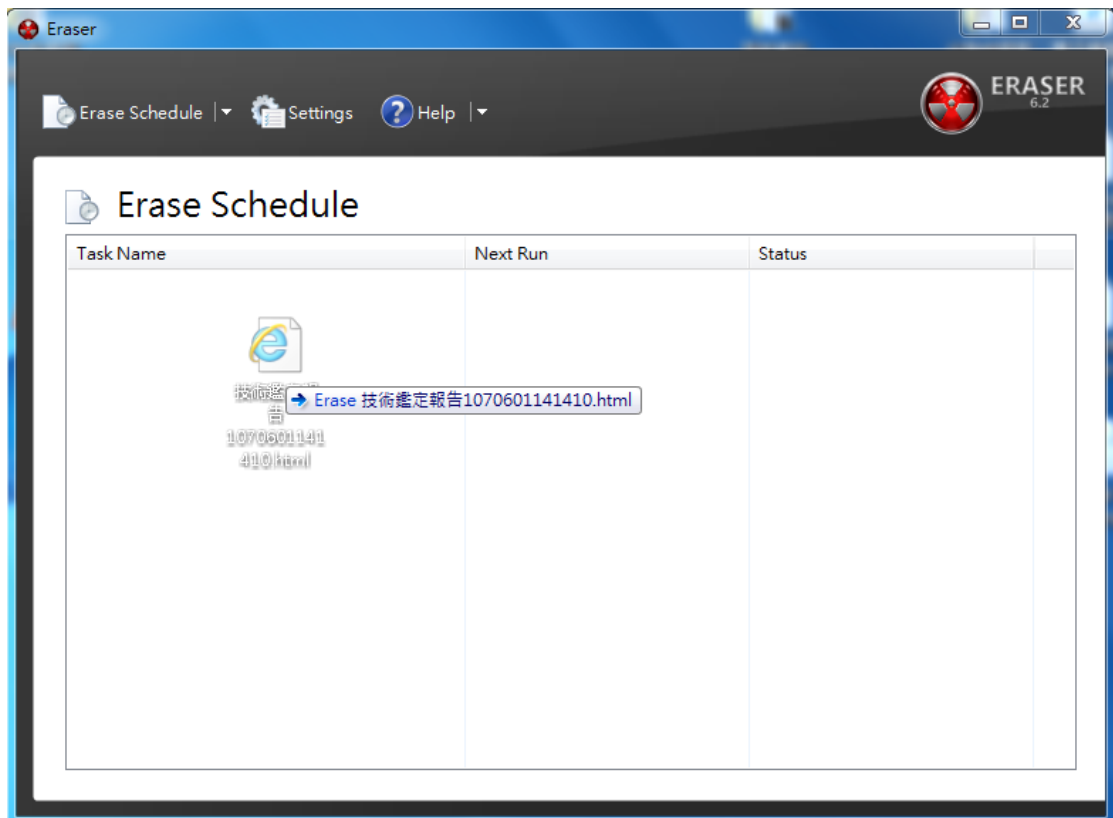 Eraser
Erase Schedule
Settings
Help
ERASER
6.2
Erase Schedule
Task Name
Next Run
Status
Erase 技術鑑定報告1070601141410.html
告
1070601141
410.html